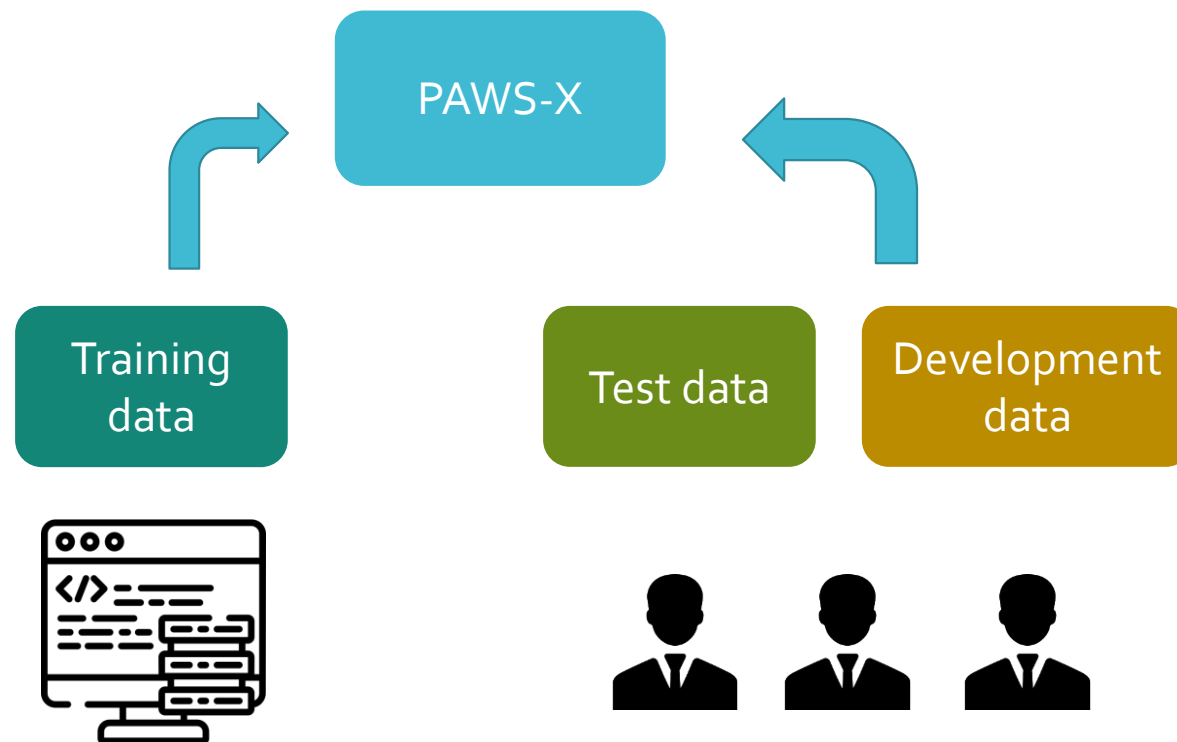 PAWS-X
Training
data
Test data
Development
data
</>